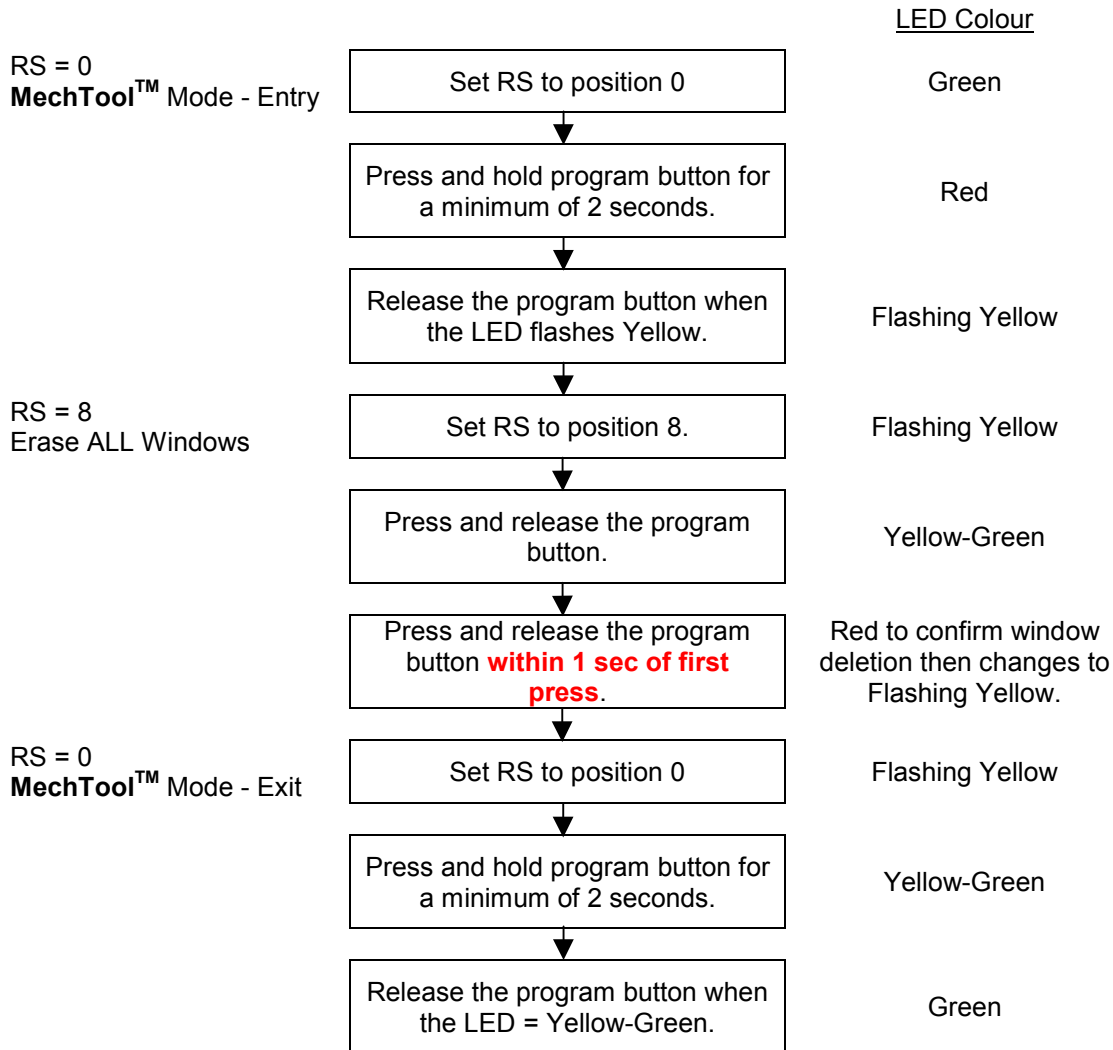 LED Colour
RS = 0
MechTool™ Mode - Entry
Set RS to position 0
Green
Press and hold program button for
a minimum of 2 seconds.
Red
Release the program button when
the LED flashes Yellow.
Flashing Yellow
RS = 8
Erase ALL Windows
Set RS to position 8.
Flashing Yellow
Press and release the program
button.
Yellow-Green
Press and release the program
button within 1 sec of first
press.
Red to confirm window
deletion then changes to
Flashing Yellow.
RS = 0
MechTool™ Mode - Exit
Set RS to position 0
Flashing Yellow
Press and hold program button for
a minimum of 2 seconds.
Yellow-Green
Release the program button when
the LED = Yellow-Green.
Green